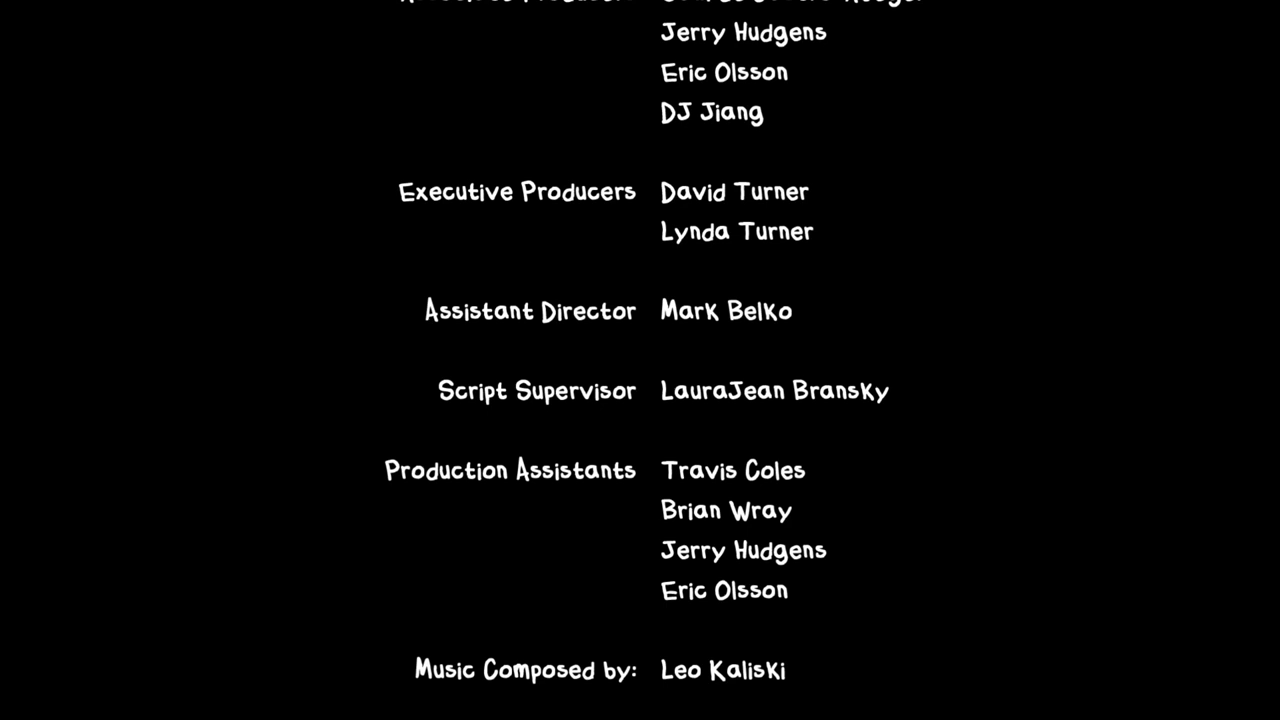 Jerry Hudgens
Eric Olsson
DJ Jiang
Executive Producers David Turner
Lynda Turner
Assistant Director Mark Belko
Script Supervisor LauraJean Bransky
Production Assistants Travis Coles
Brian Wray
Jerry Hudgens
Eric Olsson
Music Composed by: Leo Kaliski